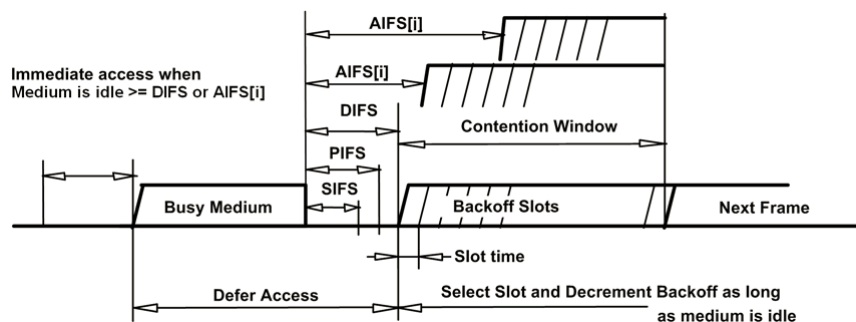 AIFS[i]
AIFS[i]
Immediate access when
Medium is idle >= DIFS or AIFS[i]
DIFS
Contention Window
PIFS
SIFS
Busy Medium
Backoff Slots
Next Frame
Slot time
Defer Access
Select Slot and Decrement Backoff as long
as medium is idle